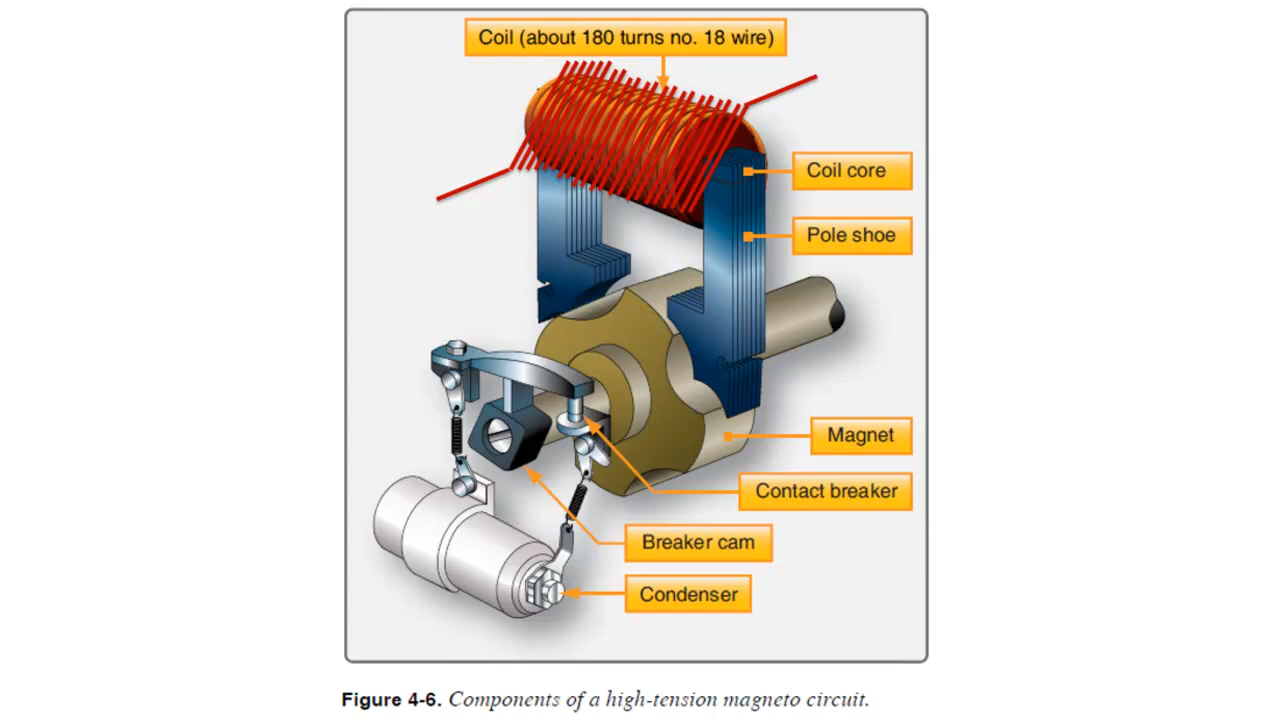 Coil (about 180 turns no. 18 wire)
Coil core
Pole shoe
Magnet
Contact breaker
Breaker cam
Condenser
Figure 4-6. Components of a high-tension magneto circuit.